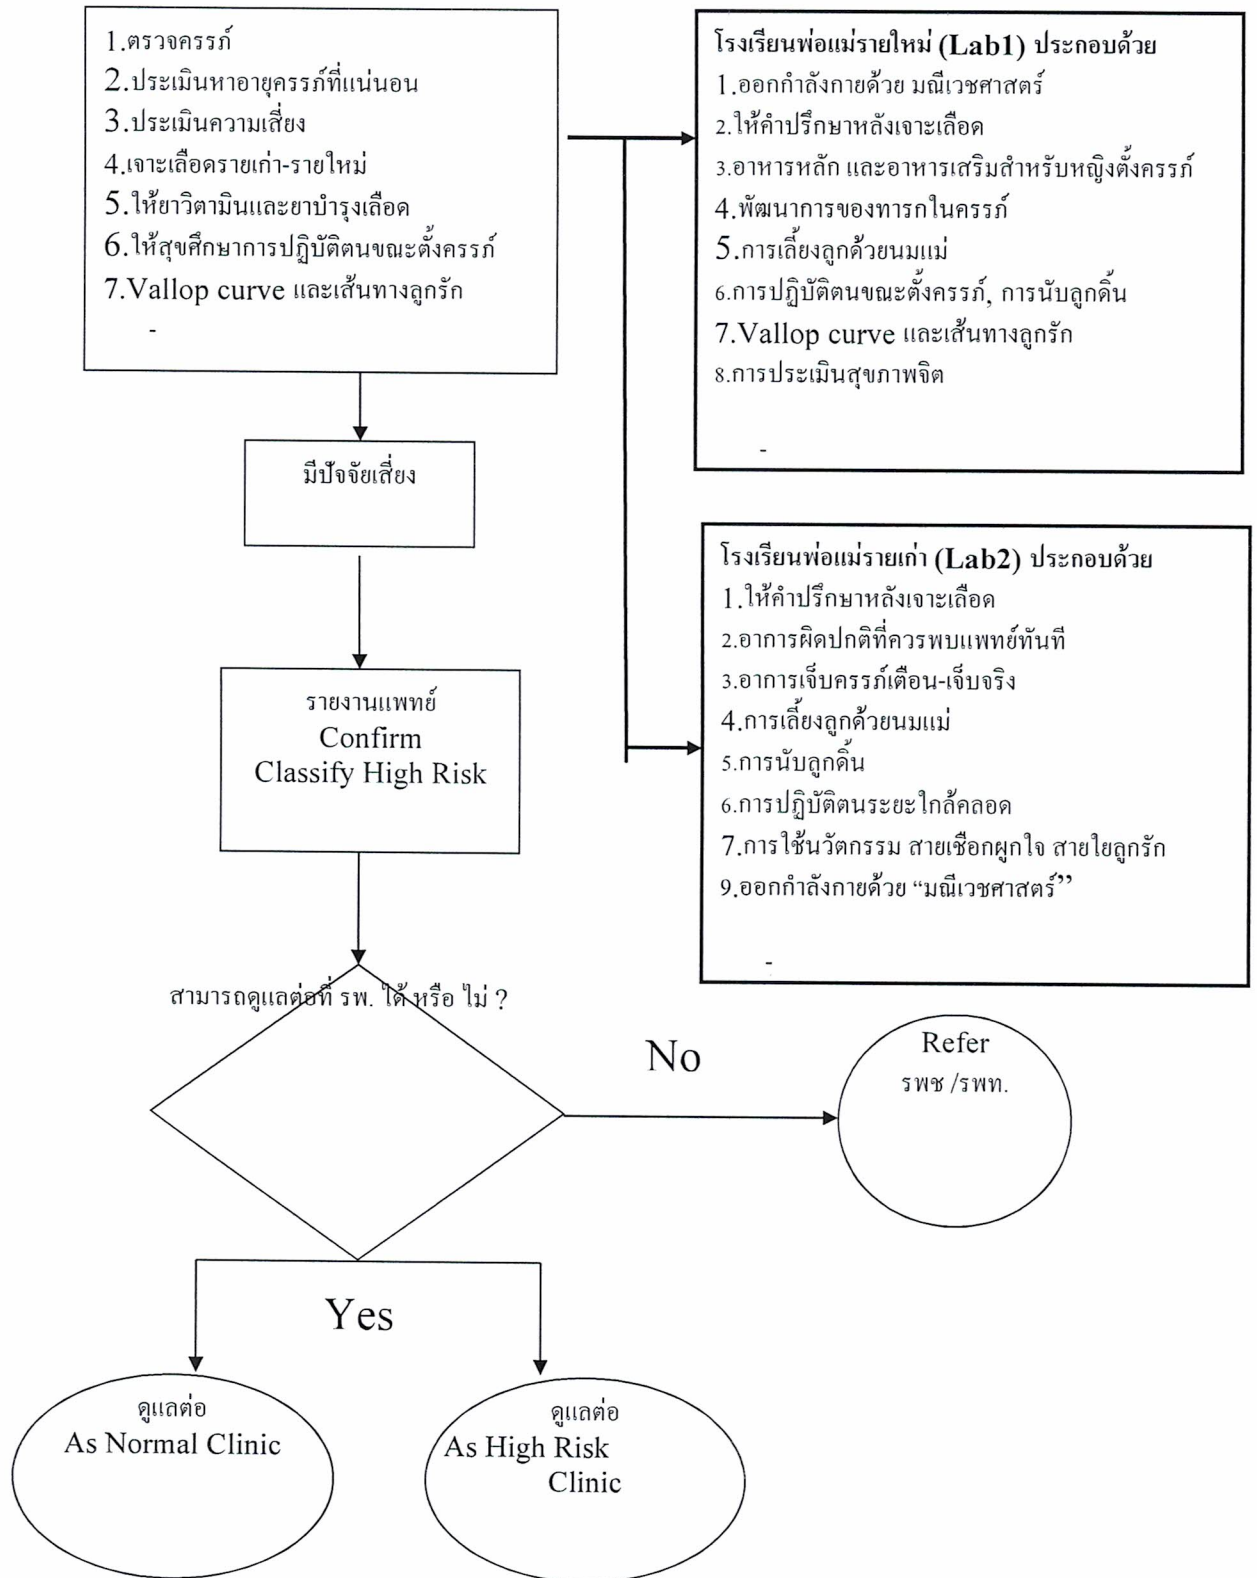 1.ตรวจครรภ์
2.ประเมินหาอายุครรภ์ที่แน่นอน
3.ประเมินความเสี่ยง
4.เจาะเลือดรายเก่า-รายใหม่
5.ให้ยาวิตามินและยาบำรุงเลือด
6.ให้สุขศึกษาการปฏิบัติตนขณะตั้งครรภ์
7.Vallop curve และเส้นทางลูกรัก
-
โรงเรียนพ่อแม่รายใหม่ (Lab1) ประกอบด้วย
1.ออกกำลังกายด้วย มณีเวชศาสตร์
2.ให้คำปรึกษาหลังเจาะเลือด
3.อาหารหลัก และอาหารเสริมสำหรับหญิงตั้งครรภ์
4.พัฒนาการของทารกในครรภ์
5.การเลี้ยงลูกด้วยนมแม่
6.การปฏิบัติตนขณะตั้งครรภ์, การนับลูกดิ้น
7.Vallop curve และเส้นทางลูกรัก
8.การประเมินสุขภาพจิต
-
มีปัจจัยเสี่ยง
โรงเรียนพ่อแม่รายเก่า (Lab2) ประกอบด้วย
1.ให้คำปรึกษาหลังเจาะเลือด
2.อาการผิดปกติที่ควรพบแพทย์ทันที
3.อาการเจ็บครรภ์เตือน-เจ็บจริง
4.การเลี้ยงลูกด้วยนมแม่
5.การนับลูกดิ้น
6.การปฏิบัติตนระยะใกล้คลอด
7.การใช้นวัตกรรม สายเชือกผูกใจ สายใยลูกรัก
9.ออกกำลังกายด้วย “มณีเวชศาสตร์”
-
รายงานแพทย์
Confirm
Classify High Risk
สามารถดูแลต่อที่ รพ. ได้ หรือ ไม่ ?
No
Refer
รพช /รพท.
Yes
ดูแลต่อ
As Normal Clinic
ดูแลต่อ
As High Risk
Clinic